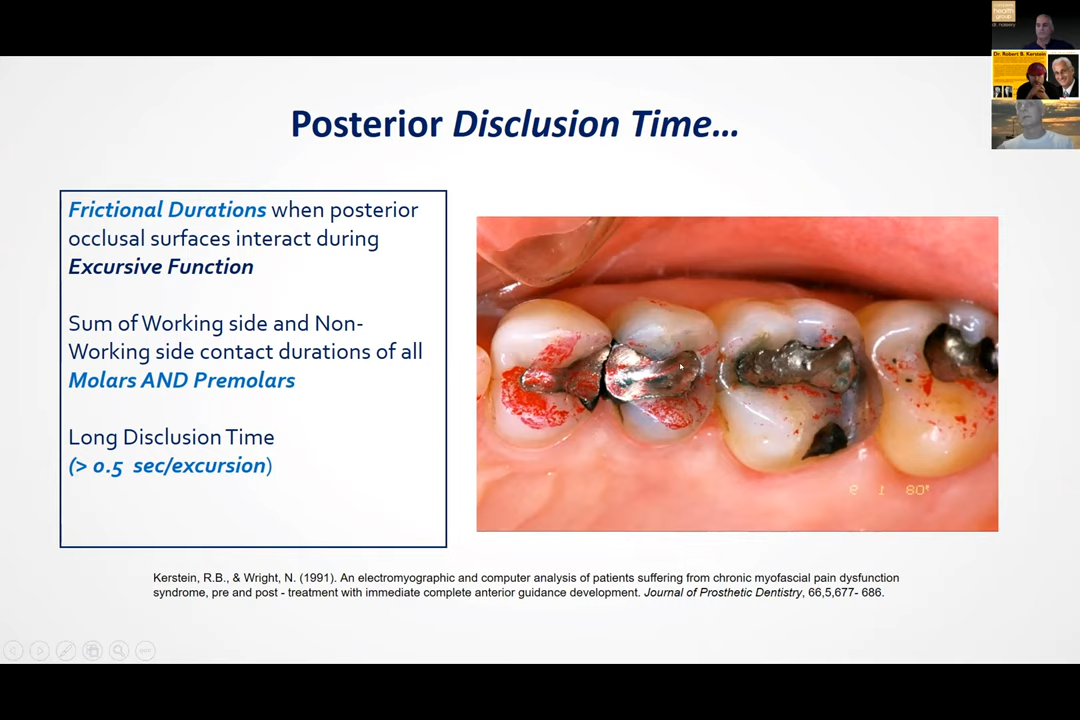 Posterior Disclusion Time...
Frictional Durations when posterior
occlusal surfaces interact during
Excursive Function
Sum of Working side and Non-
Working side contact durations of all
Molars AND Premolars
Long Disclusion Time
(> 0.5 sec/excursion)
Kerstein, R.B., & Wright, N. (1991). An electromyographic and computer analysis of patients suffering from chronic myofascial pain dysfunction
syndrome, pre and post - treatment with immediate complete anterior guidance development. Journal of Prosthetic Dentistry, 66,5,677- 686.
health
group
Dr. Robert B. Kerstein